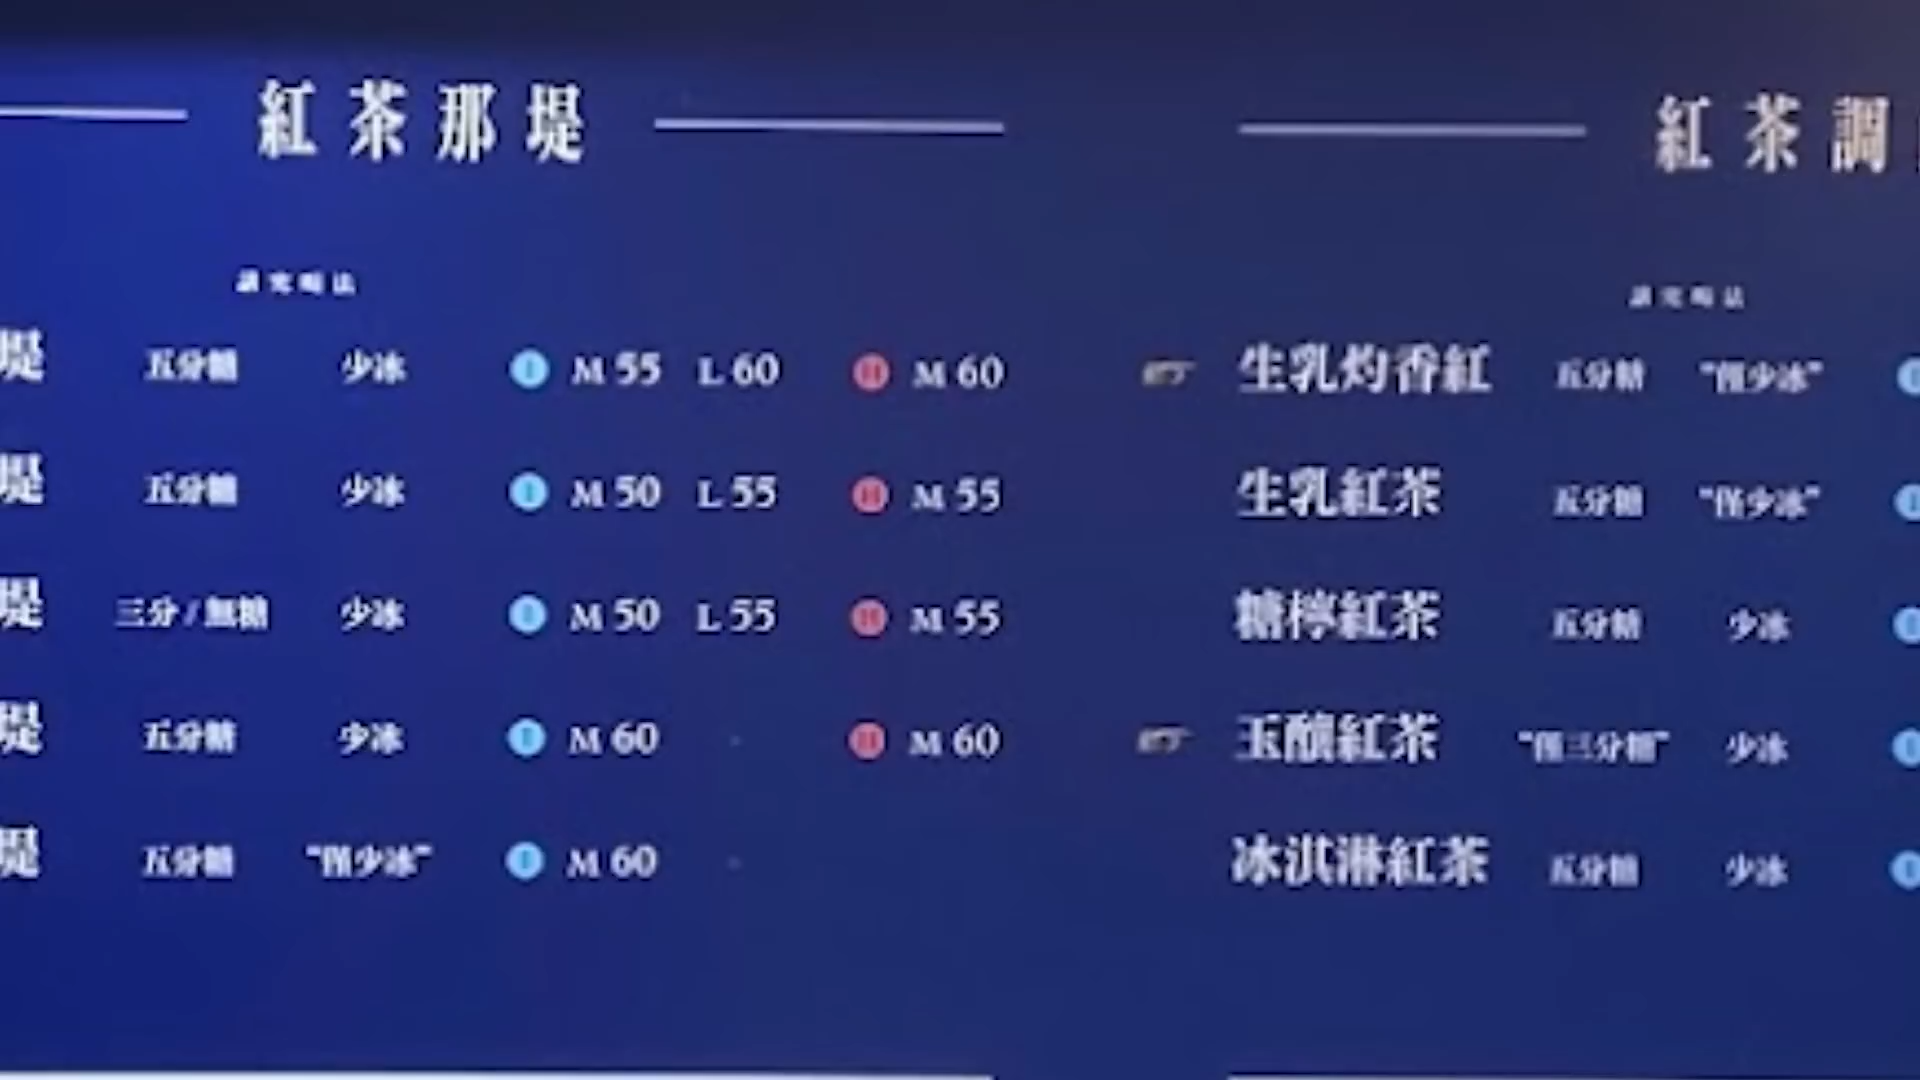 紅茶那堤
講究喝法
堤 五分糖 少冰 I M 55 L 60 H M 60
堤 五分糖 少冰 I M 50 L 55 H M 55
堤 三分/無糖 少冰 I M 50 L 55 H M 55
堤 五分糖 少冰 I M 60 H M 60
堤 五分糖 "僅少冰" I M 60
紅茶調
講究喝法
生乳灼香紅 五分糖 "僅少冰"
生乳紅茶 五分糖 "僅少冰"
糖檸紅茶 五分糖 少冰
玉釀紅茶 "僅三分糖" 少冰
冰淇淋紅茶 五分糖 少冰